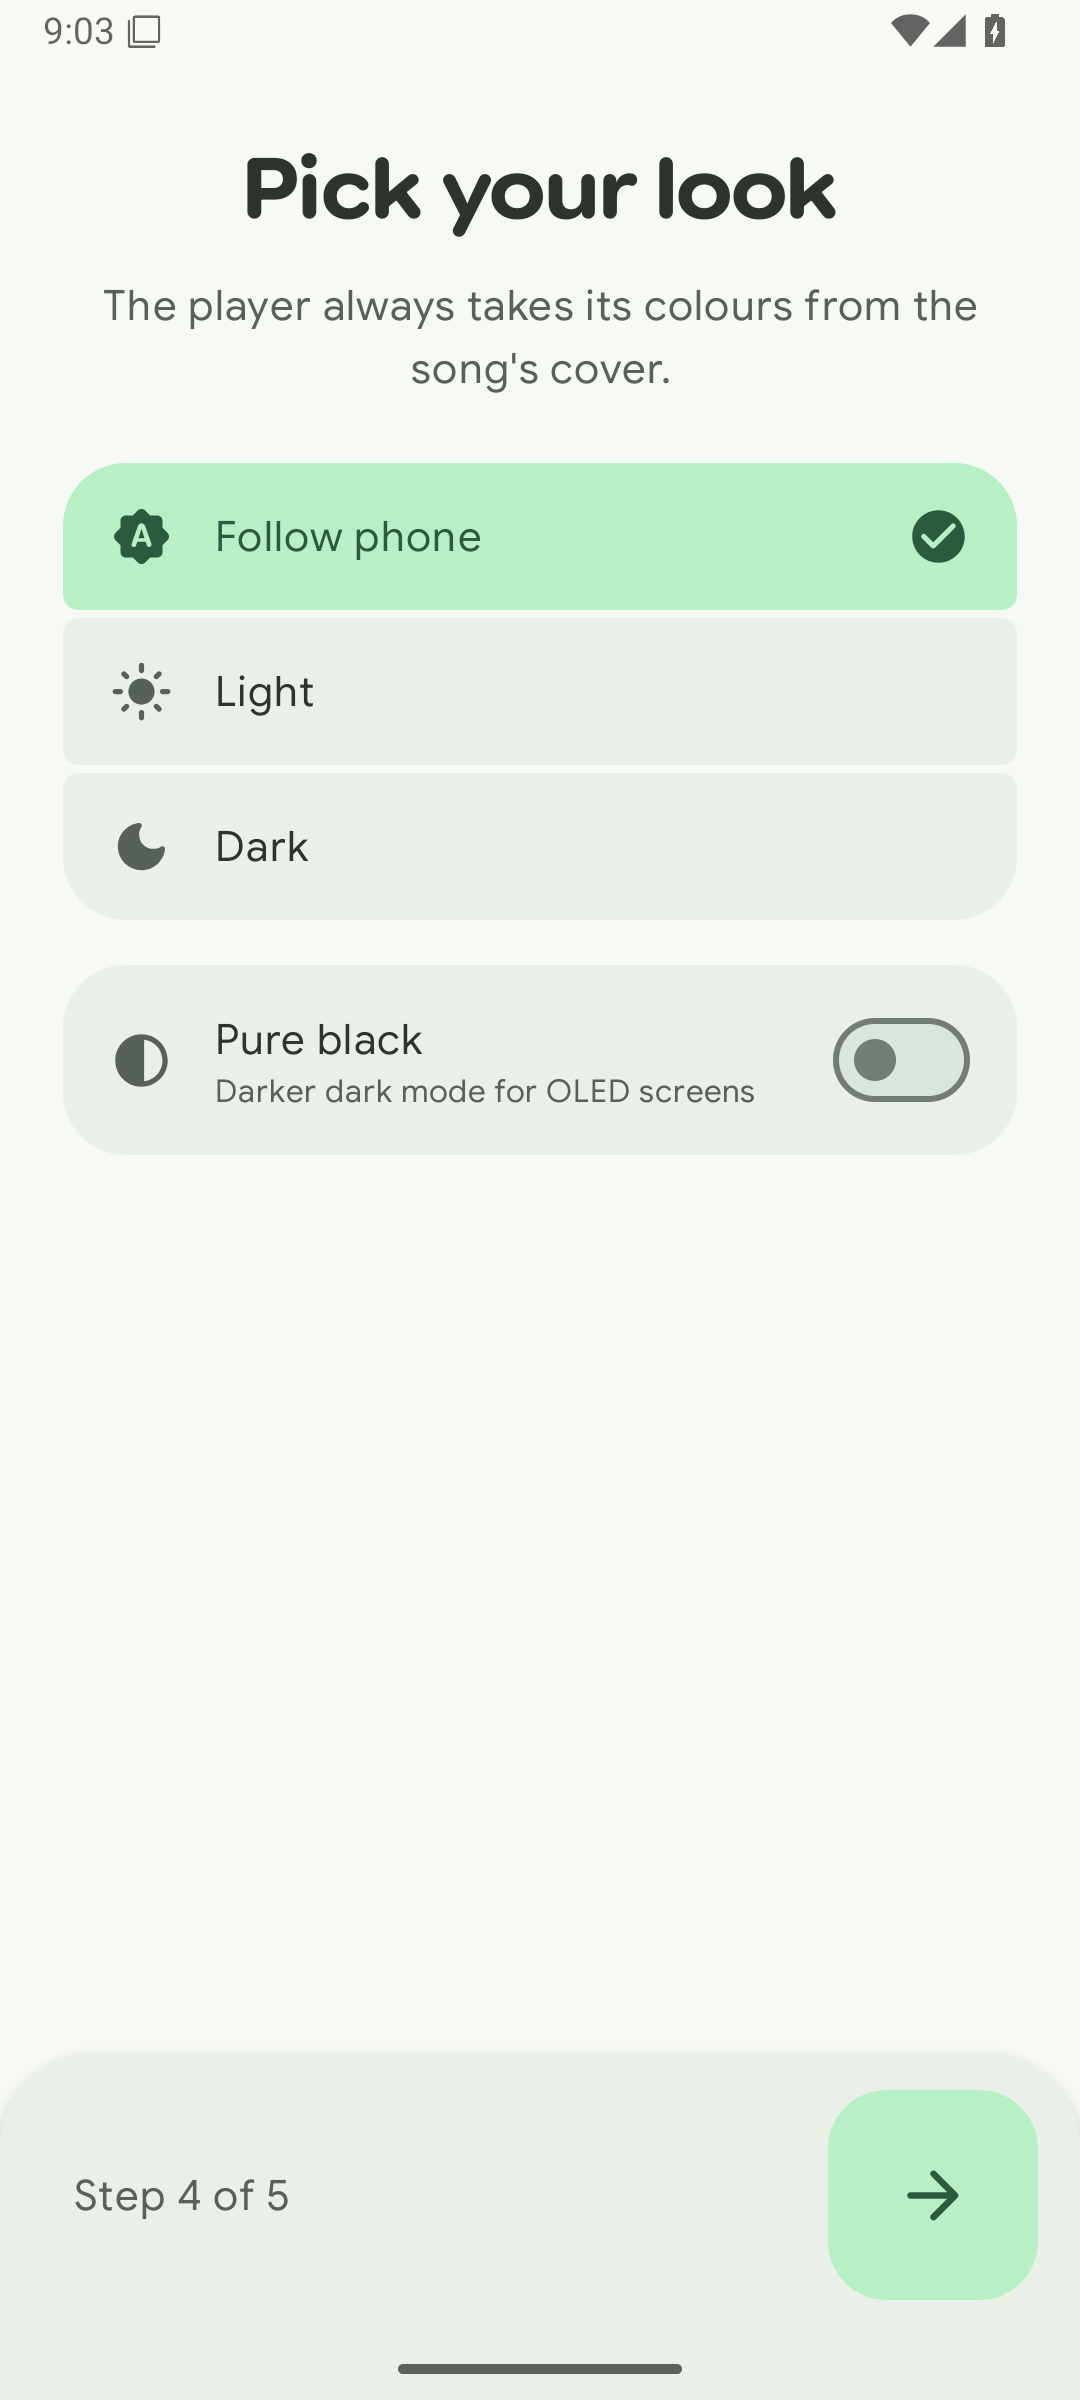 9:03
Pick your look
The player always takes its colours from the
song's cover.
A
Follow phone
Light
Dark
Pure black
Darker dark mode for OLED screens
Step 4 of 5